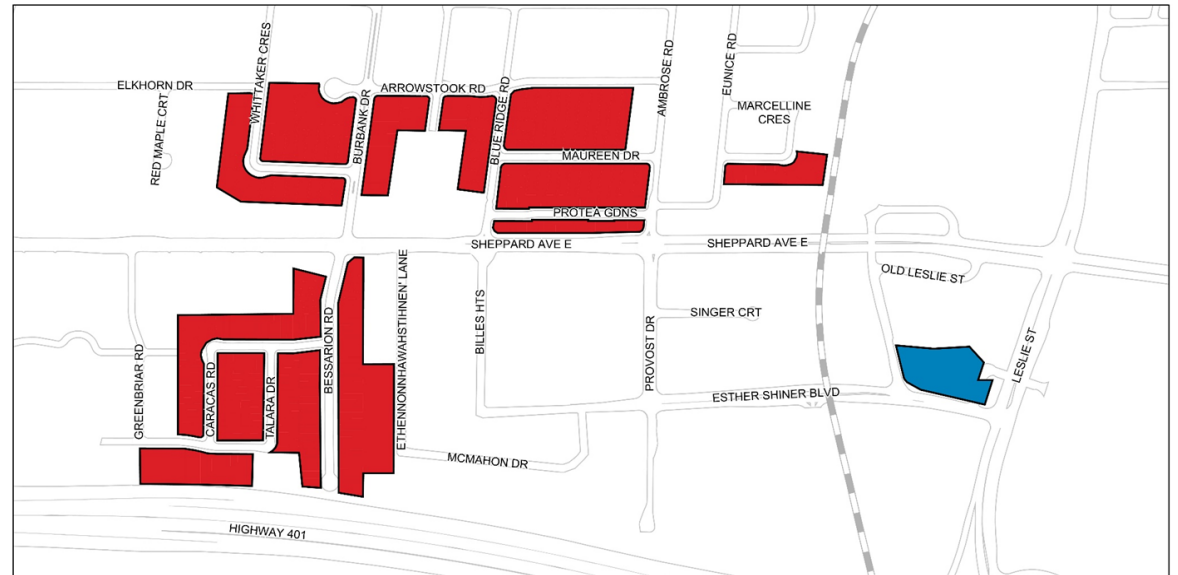 WHITTAKER CRES
ELKHORN DR
ARROWSTOOK RD
AMBROSE RD
EUNICE RD
RED MAPLE CRT
BURBANK DR
BLUE RIDGE RD
MARCELLINE
CRES
MAUREEN DR
PROTEA GDNS
SHEPPARD AVE E
SHEPPARD AVE E
ETHENNONNHAWAHSTIHNEN' LANE
OLD LESLIE ST
BILLES HTS
SINGER CRT
BESSARION RD
PROVOST DR
LESLIE ST
GREENBRIAR RD
CARACAS RD
TALARA DR
ESTHER SHINER BLVD
MCMAHON DR
HIGHWAY 401